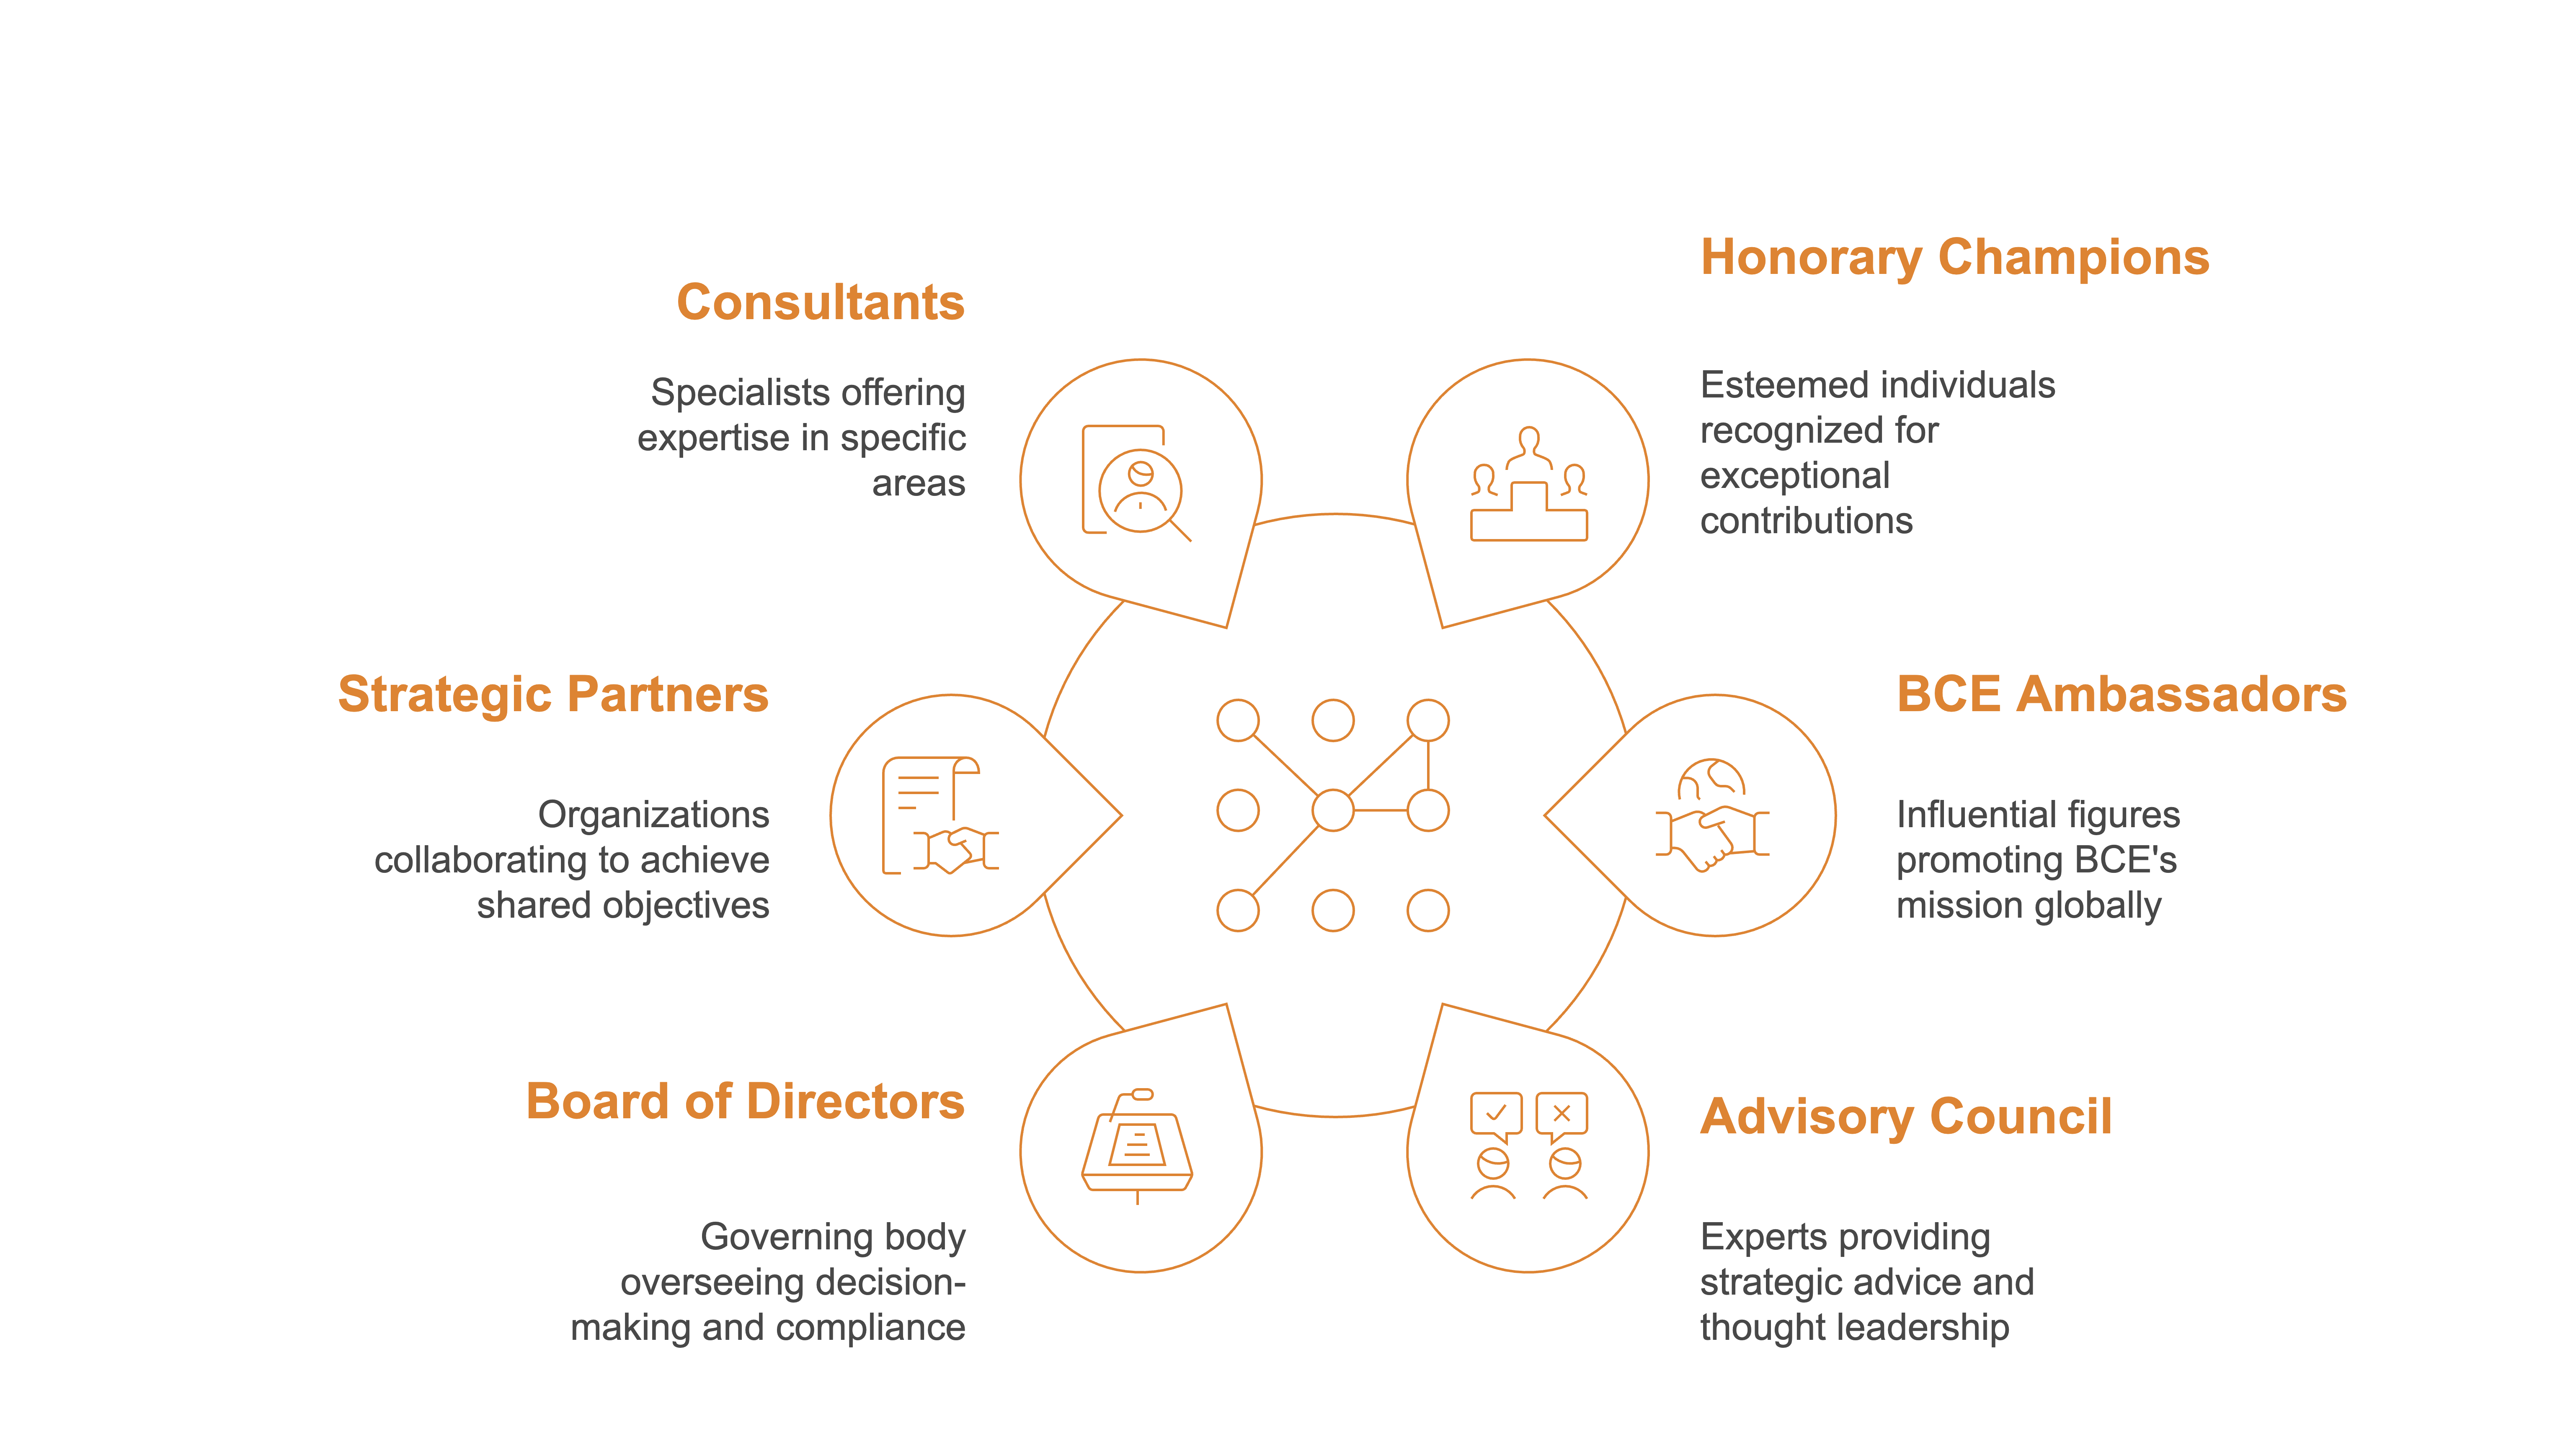 Consultants
Specialists offering
expertise in specific
areas
Honorary Champions
Esteemed individuals
recognized for
exceptional
contributions
Strategic Partners
Organizations
collaborating to achieve
shared objectives
BCE Ambassadors
Influential figures
promoting BCE's
mission globally
Board of Directors
Governing body
overseeing decision-
making and compliance
Advisory Council
Experts providing
strategic advice and
thought leadership